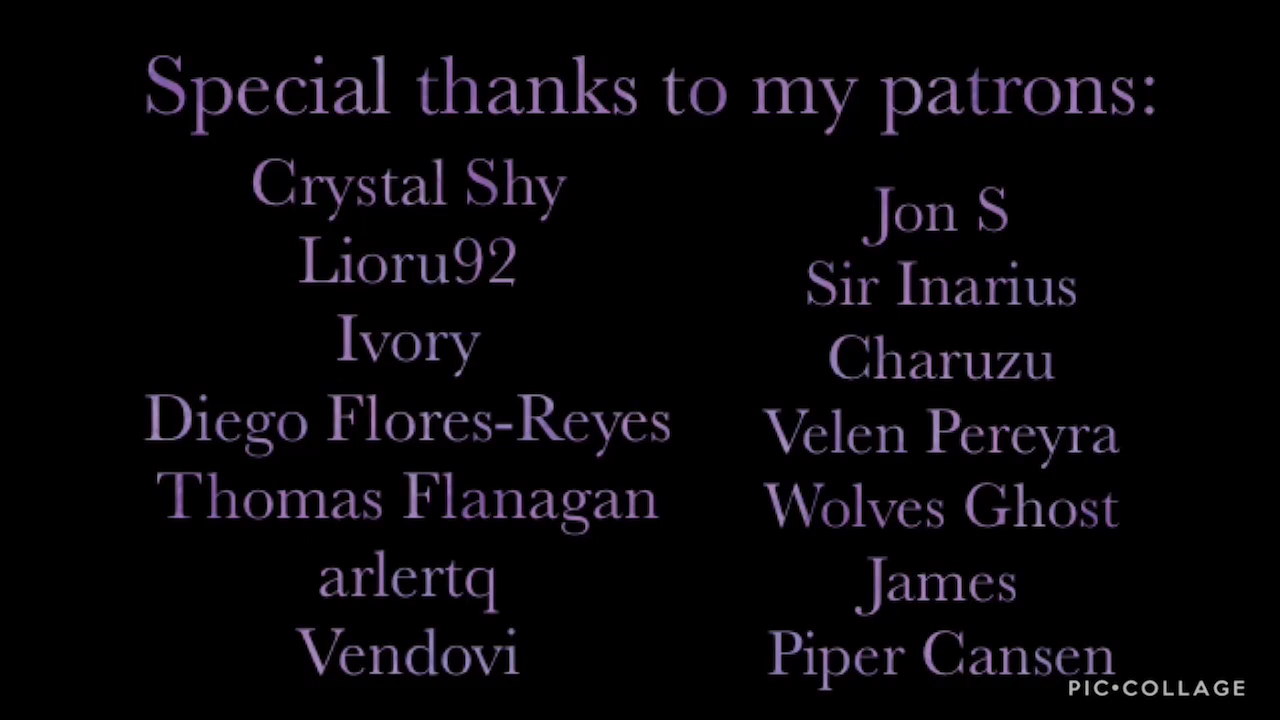 Special thanks to my patrons:
Crystal Shy
Lioru92
Ivory
Diego Flores-Reyes
Thomas Flanagan
arlertq
Vendovi
Jon S
Sir Inarius
Charuzu
Velen Pereyra
Wolves Ghost
James
Piper Cansen
PIC•COLLAGE